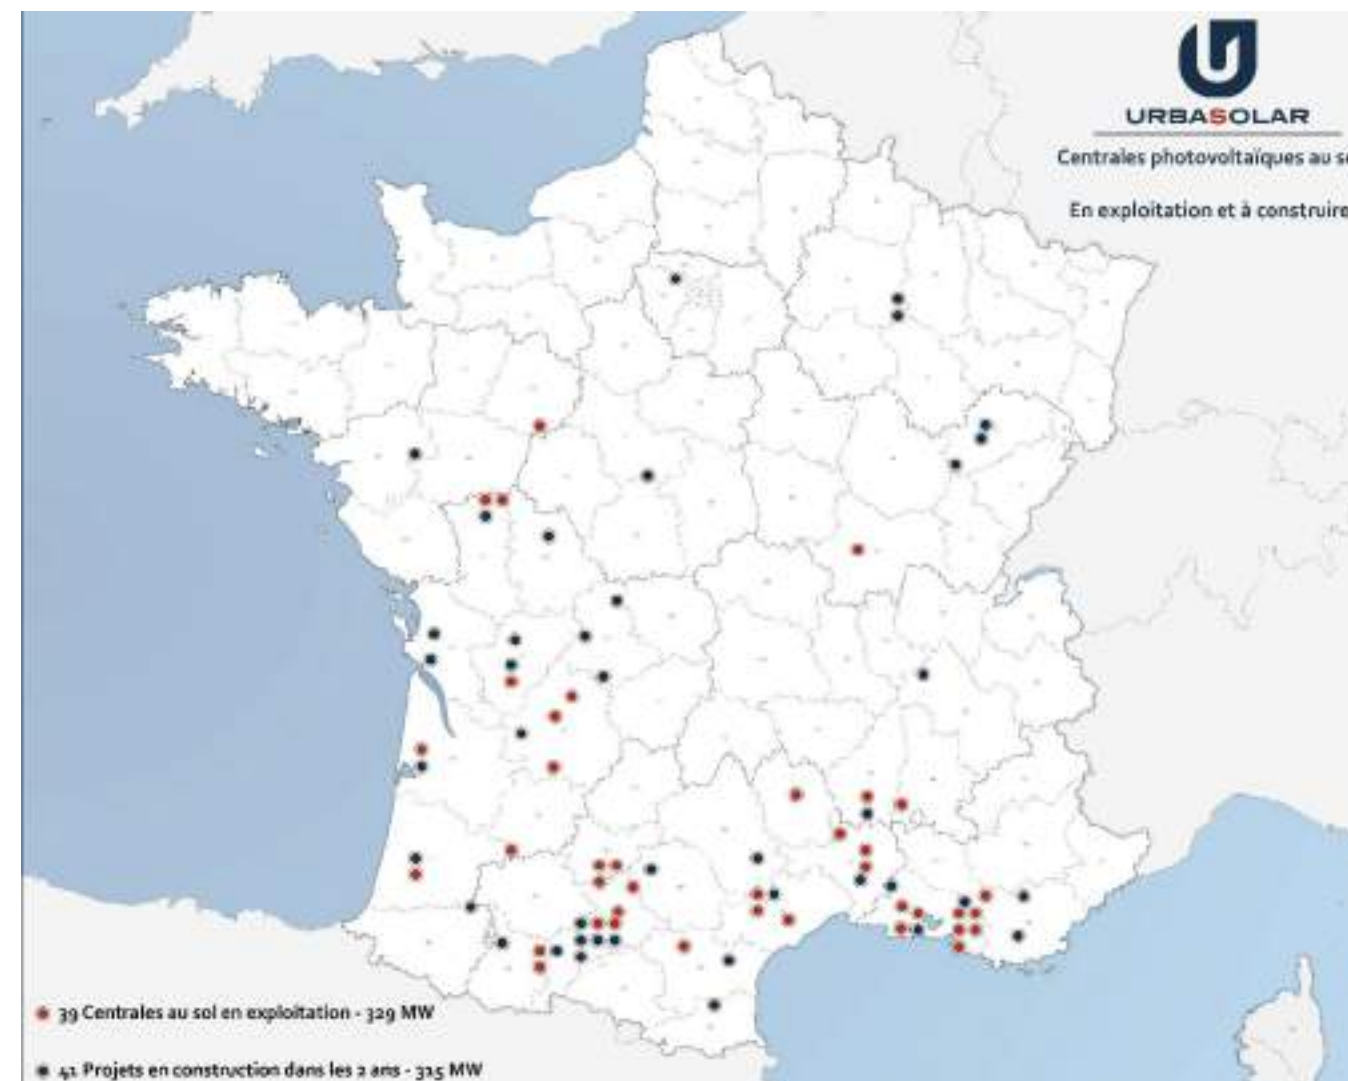 URBASOLAR
Centrales photovoltaïques au s
En exploitation et à construire
39 Centrales au sol en exploitation - 329 MW
41 Projets en construction dans les 2 ans - 315 MW